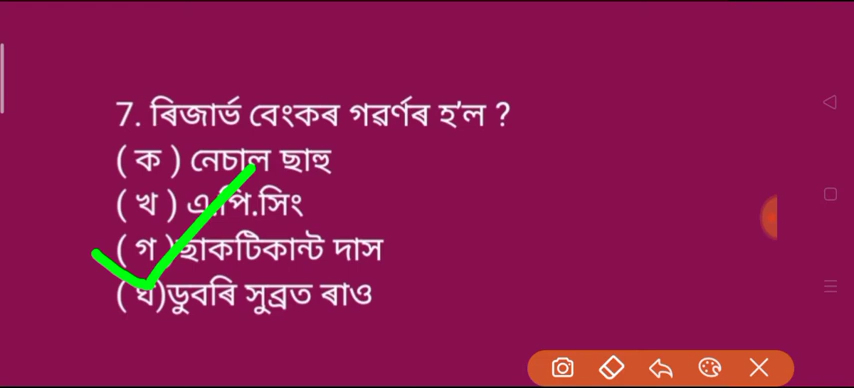 7. ৰিজাৰ্ভ বেংকৰ গৱৰ্ণৰ হ'ল ?
( ক ) নেচাল ছাহু
( খ ) এ.পি.সিং
( গ )ছাকটিকান্ট দাস
( ঘ)ডুবৰি সুব্ৰত ৰাও